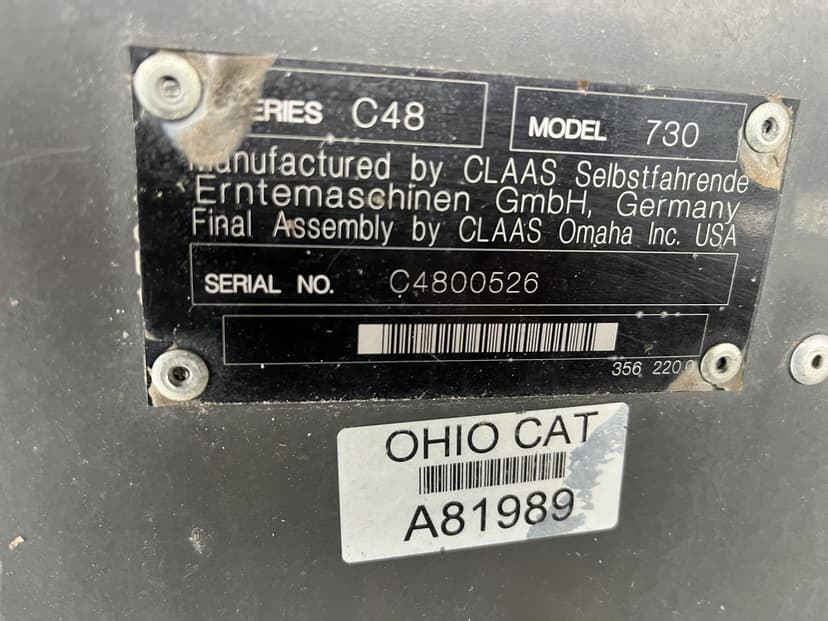 ERIES C48 MODEL 730
Manufactured by CLAAS Selbstfahrende
Erntemaschinen GmbH, Germany
Final Assembly by CLAAS Omaha Inc. USA
SERIAL NO. C4800526
356 220.0
OHIO CAT
A81989